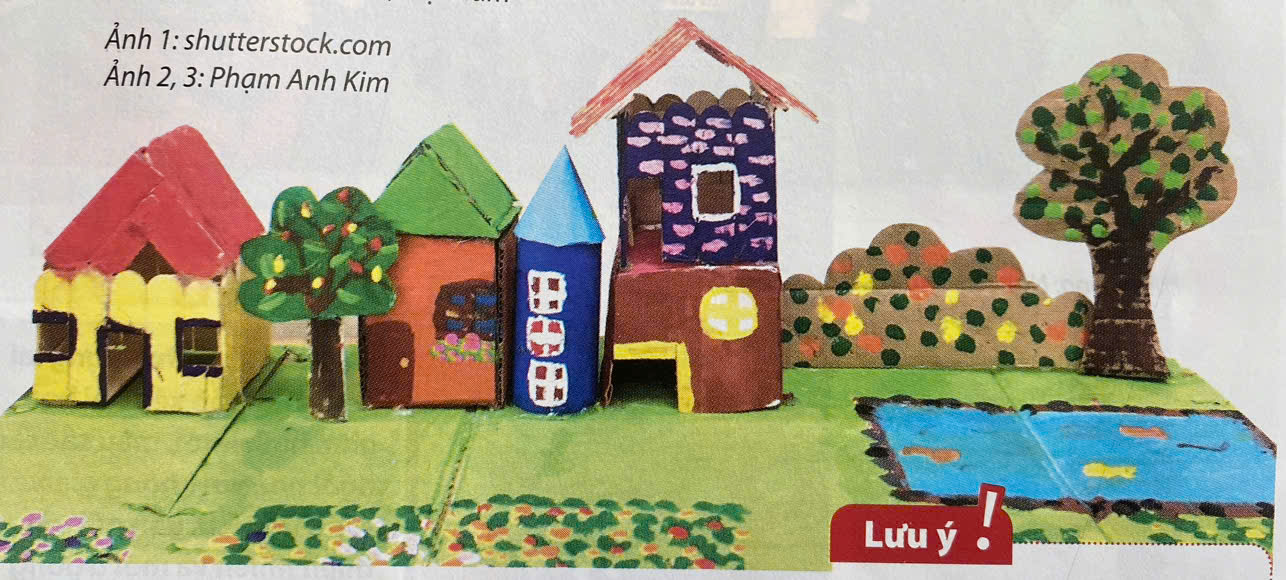 Ảnh 1: shutterstock.com
Ảnh 2, 3: Phạm Anh Kim
Lưu ý !